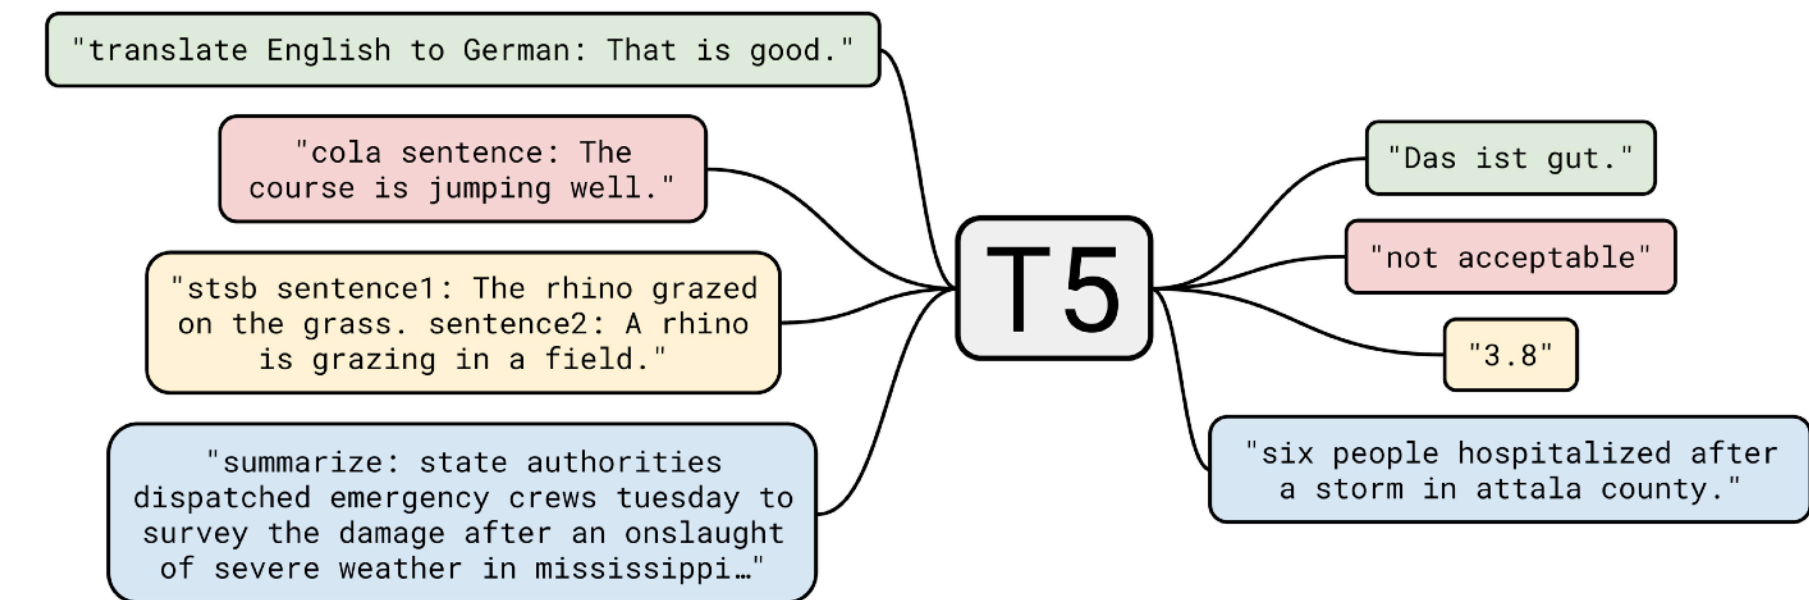 "translate English to German: That is good."
"cola sentence: The
course is jumping well."
"stsb sentence1: The rhino grazed
on the grass. sentence2: A rhino
is grazing in a field."
"summarize: state authorities
dispatched emergency crews tuesday to
survey the damage after an onslaught
of severe weather in mississippi…"
T5
"Das ist gut."
"not acceptable"
"3.8"
"six people hospitalized after
a storm in attala county."